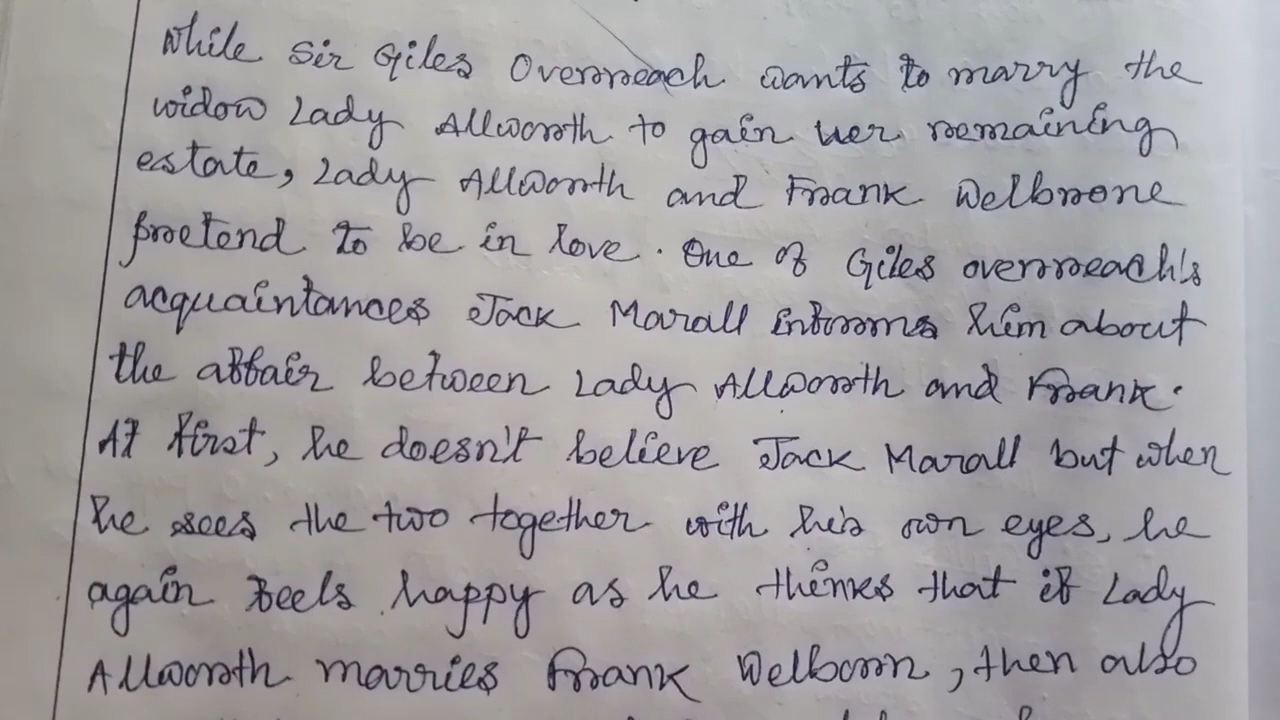 While Sir Giles Overreach wants to marry the
widow Lady Allworth to gain her remaining
estate, Lady Allworth and Frank Welbrone
pretend to be in love. One of Giles overreach's
acquaintances Jack Marall informs him about
the affair between Lady Allworth and Frank.
At first, he doesn't believe Jack Marall but when
he sees the two together with his own eyes, he
again feels happy as he thinks that if Lady
Allworth marries Frank Welborn, then also